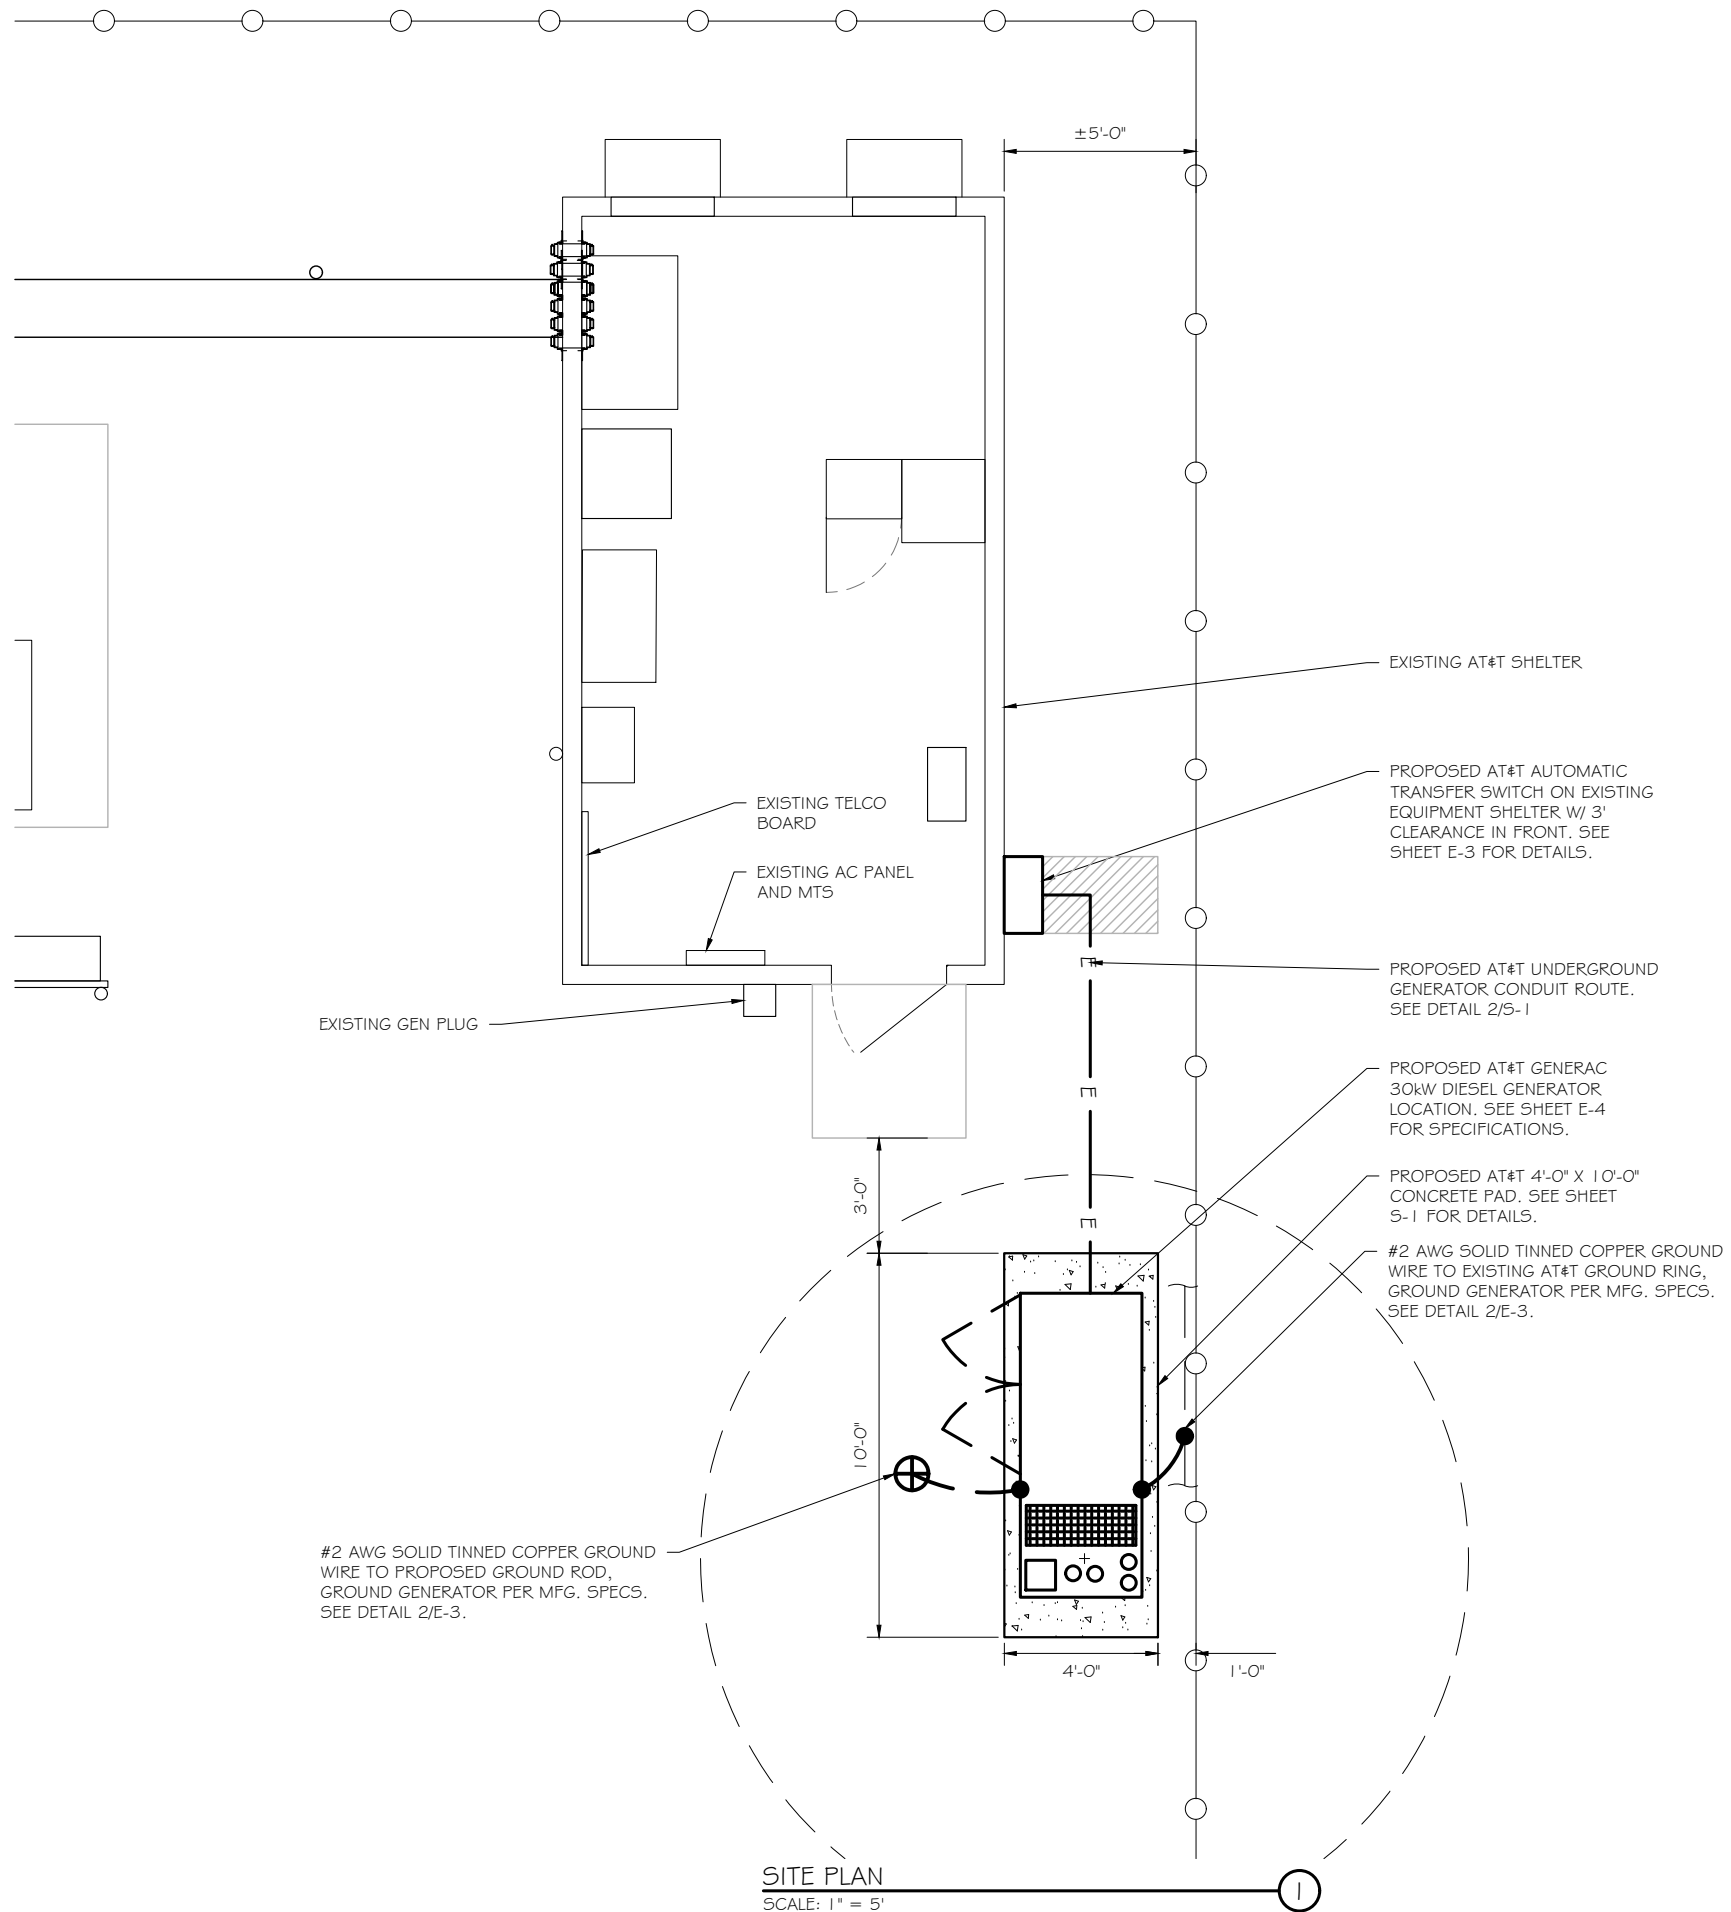 ±5'-0"
EXISTING AT&T SHELTER
PROPOSED AT&T AUTOMATIC
TRANSFER SWITCH ON EXISTING
EQUIPMENT SHELTER W/ 3'
CLEARANCE IN FRONT. SEE
SHEET E-3 FOR DETAILS.
EXISTING TELCO
BOARD
EXISTING AC PANEL
AND MTS
E
PROPOSED AT&T UNDERGROUND
GENERATOR CONDUIT ROUTE.
SEE DETAIL 2/S-1
EXISTING GEN PLUG
E
PROPOSED AT&T GENERAC
30kW DIESEL GENERATOR
LOCATION. SEE SHEET E-4
FOR SPECIFICATIONS.
3'-0"
E
PROPOSED AT&T 4'-0" X 10'-0"
CONCRETE PAD. SEE SHEET
S-1 FOR DETAILS.
#2 AWG SOLID TINNED COPPER GROUND
WIRE TO EXISTING AT&T GROUND RING,
GROUND GENERATOR PER MFG. SPECS.
SEE DETAIL 2/E-3.
10'-0"
#2 AWG SOLID TINNED COPPER GROUND
WIRE TO PROPOSED GROUND ROD,
GROUND GENERATOR PER MFG. SPECS.
SEE DETAIL 2/E-3.
4'-0"
1'-0"
SITE PLAN
1
SCALE: 1" = 5'